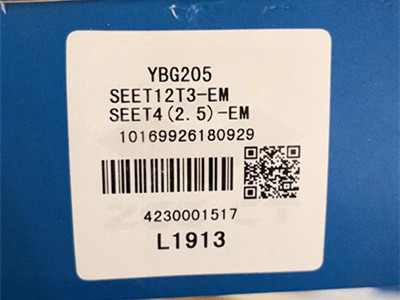 YBG205
SEET12T3-EM
SEET4(2.5)-EM
10169926180929
4230001517
L1913